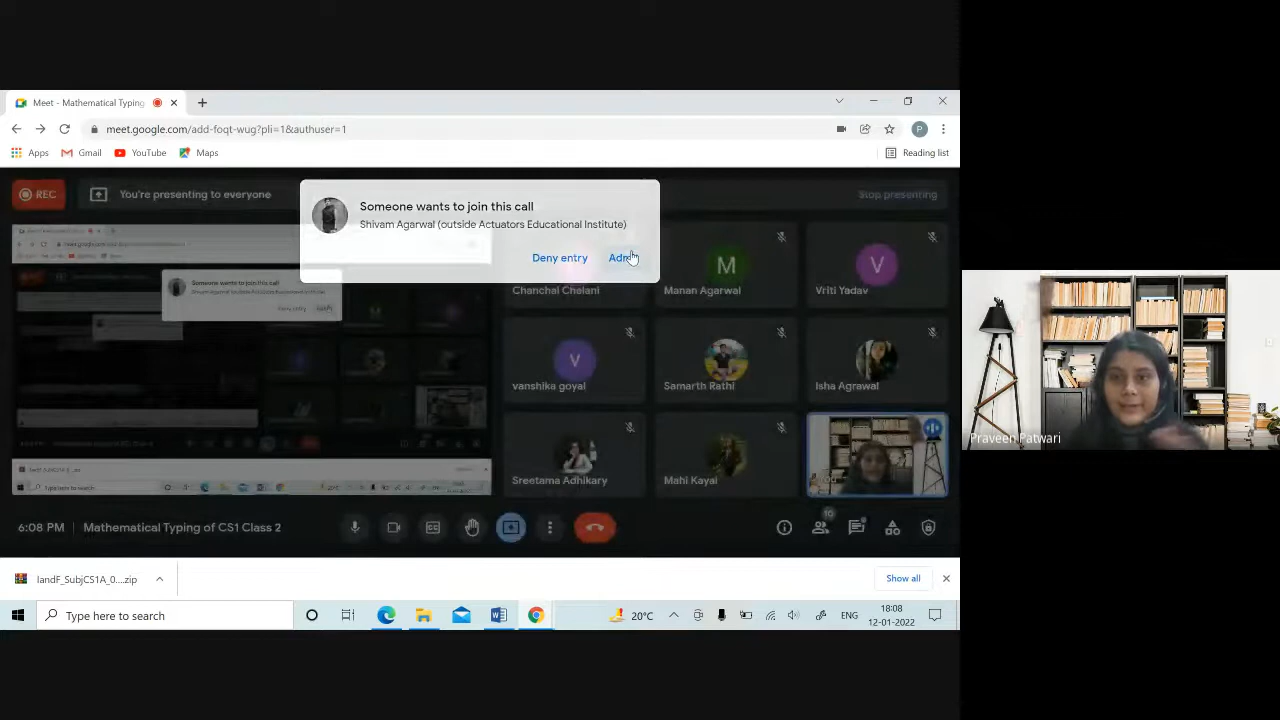 Meet - Mathematical Typing
meet.google.com/add-foqt-wug?pli=1&authuser=1
Apps Gmail YouTube Maps Reading list
REC You're presenting to everyone Stop presenting
Someone wants to join this call
Shivam Agarwal (outside Actuators Educational Institute)
Deny entry
M V
Chanchal Chelani Manan Agarwal Vriti Yadav
V
vanshika goyal Samarth Rathi Isha Agrawal
Sreetama Adhikary Mahi Kayal
Praveen Patwari
6:08 PM | Mathematical Typing of CS1 Class 2
10
IandF_SubjCS1A_0....zip Show all
Type here to search 20°C ENG 18:08
12-01-2022
P